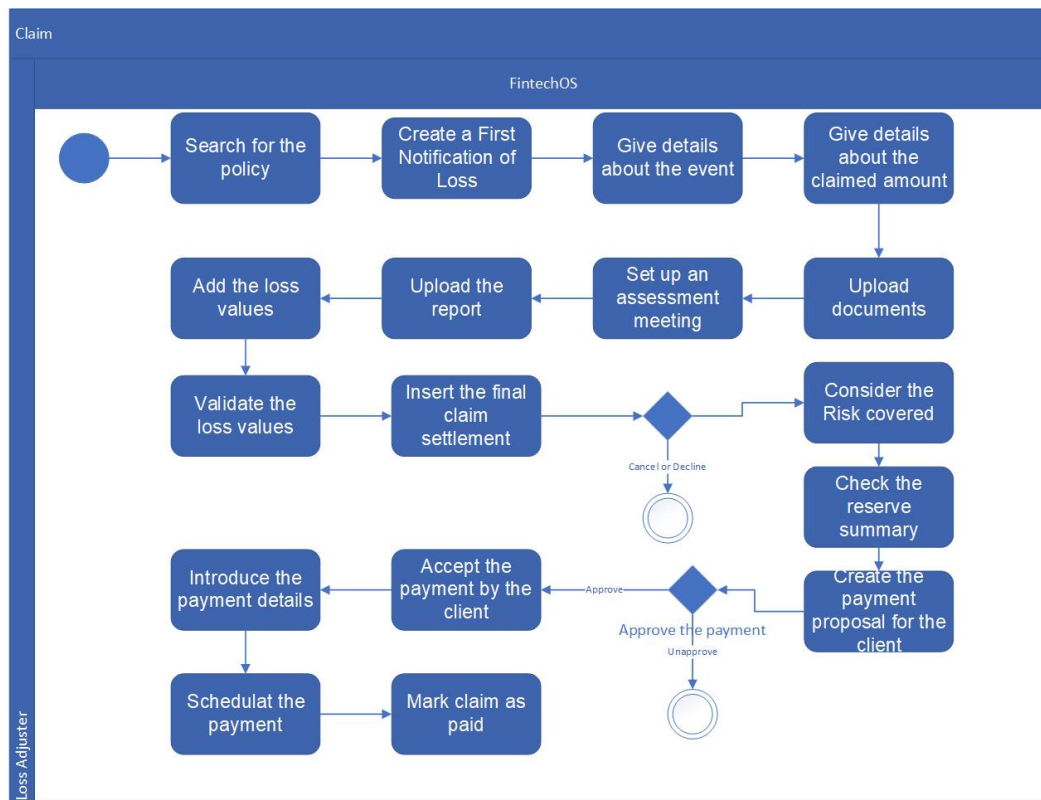 Claim
FintechOS
Loss Adjuster
Search for the
policy
Create a First
Notification of
Loss
Give details
about the event
Give details
about the
claimed amount
Upload
documents
Set up an
assessment
meeting
Upload the
report
Add the loss
values
Validate the
loss values
Insert the final
claim
settlement
Cancel or Decline
Consider the
Risk covered
Check the
reserve
summary
Create the
payment
proposal for the
client
Approve the payment
Unapprove
Approve
Accept the
payment by the
client
Introduce the
payment details
Schedulat the
payment
Mark claim as
paid